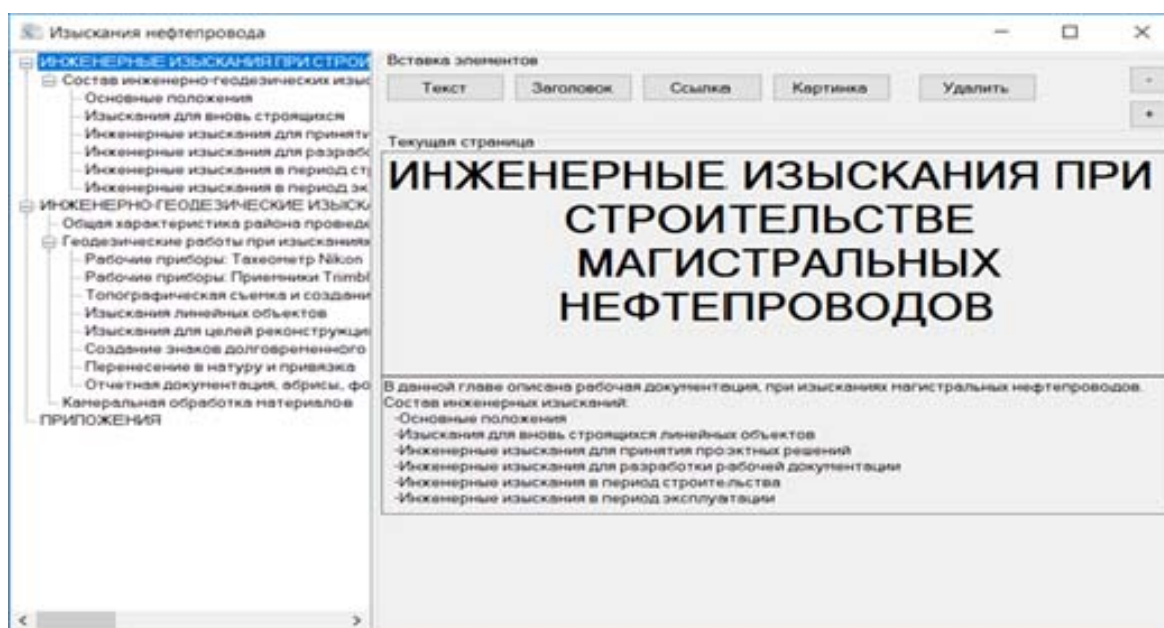 Изыскания нефтепровода
ИНЖЕНЕРНЫЕ ИЗЫСКАНИЯ ПРИ СТРОИ
Состав инженерно-геодезических изыс
Основные положения
Изыскания для вновь строящихся
Инженерные изыскания для приняти
Инженерные изыскания для разрабс
Инженерные изыскания в период ст
Инженерные изыскания в период эк
ИНЖЕНЕРНО-ГЕОДЕЗИЧЕСКИЕ ИЗЫСКА
Общая характеристика района проведе
Геодезические работы при изысканиях
Рабочие приборы: Тахеометр Nikon
Рабочие приборы: Приемники Trimbl
Топографическая съемка и создани
Изыскания линейных объектов
Изыскания для целей реконструкци
Создание знаков долговременного
Перенесение в натуру и привязка
Отчетная документация, абрисы, фо
Камеральная обработка материалов
ПРИЛОЖЕНИЯ
Вставка элементов
Текст Заголовок Ссылка Картинка Удалить
-
+
Текущая страница
ИНЖЕНЕРНЫЕ ИЗЫСКАНИЯ ПРИ
СТРОИТЕЛЬСТВЕ
МАГИСТРАЛЬНЫХ
НЕФТЕПРОВОДОВ
В данной главе описана рабочая документация, при изысканиях магистральных нефтепроводов.
Состав инженерных изысканий:
-Основные положения
-Изыскания для вновь строящихся линейных объектов
-Инженерные изыскания для принятия проэктных решений
-Инженерные изыскания для разработки рабочей документации
-Инженерные изыскания в период строительства
-Инженерные изыскания в период эксплуатации